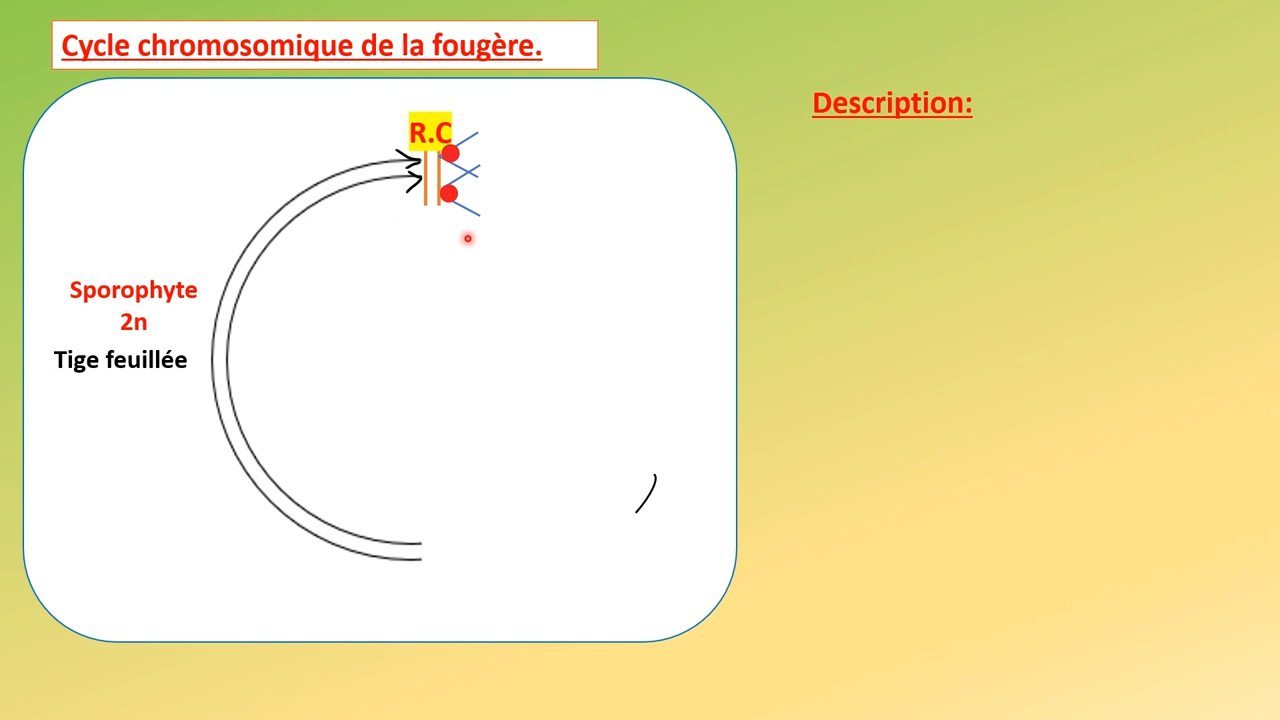 Cycle chromosomique de la fougère.
Description:
R.C
Sporophyte
2n
Tige feuillée